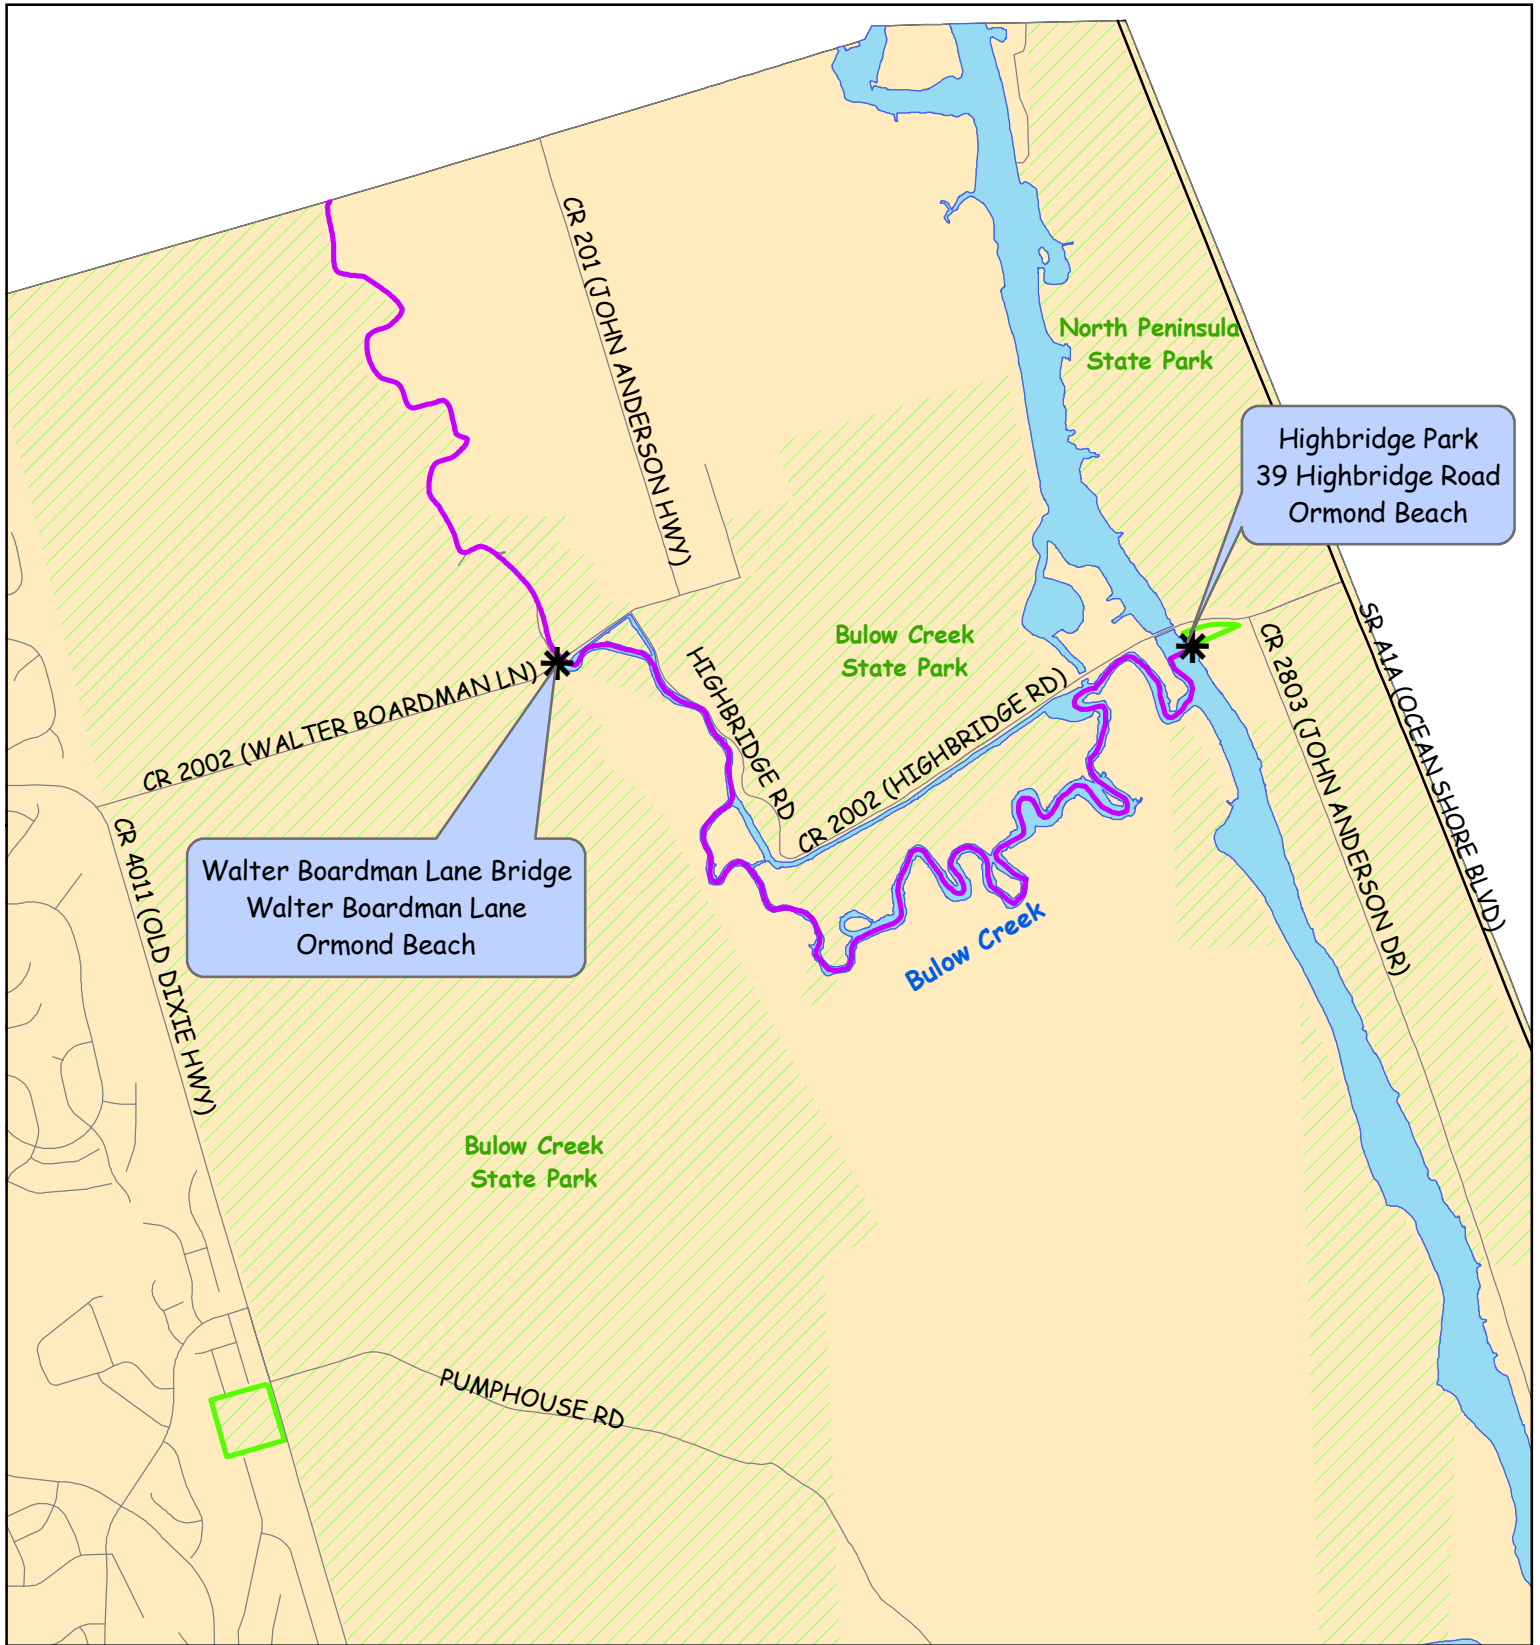 CR 201 (JOHN ANDERSON HWY)
North Peninsula
State Park
Highbridge Park
39 Highbridge Road
Ormond Beach
Bulow Creek
State Park
SR A1A (OCEAN SHORE BLVD)
CR 2803 (JOHN ANDERSON DR)
HIGHBRIDGE RD
CR 2002 (WALTER BOARDMAN LN)
CR 2002 (HIGHBRIDGE RD)
CR 4011 (OLD DIXIE HWY)
Walter Boardman Lane Bridge
Walter Boardman Lane
Ormond Beach
Bulow Creek
Bulow Creek
State Park
PUMPHOUSE RD